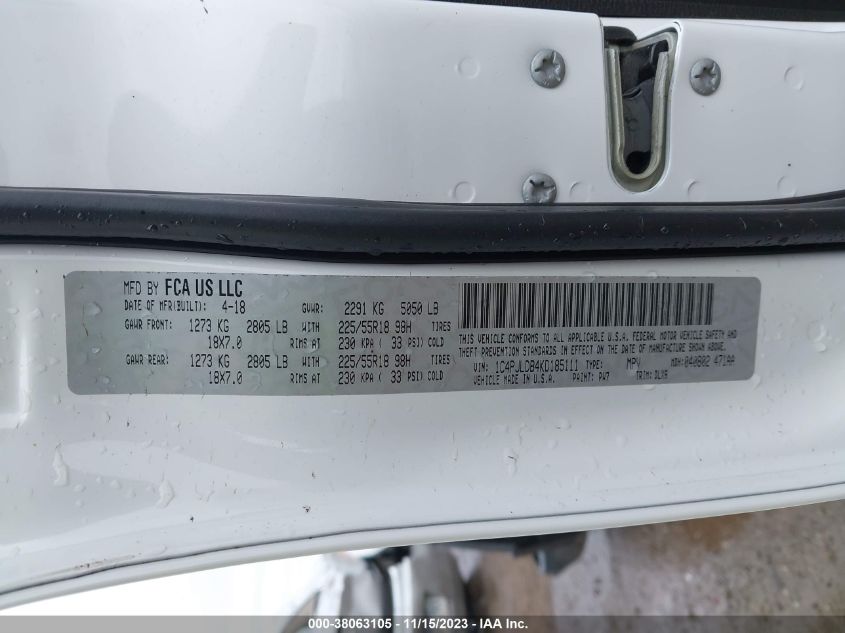 MFD BY FCA US LLC
DATE OF MFR(BUILT): 4-18 GVWR: 2291 KG 5050 LB
GAWR FRONT: 1273 KG 2805 LB WITH 225/55R18 98H TIRES
18X7.0 RIMS AT 230 KPA ( 33 PSI) COLD
GAWR REAR: 1273 KG 2805 LB WITH 225/55R18 98H TIRES
18X7.0 RIMS AT 230 KPA ( 33 PSI) COLD
THIS VEHICLE CONFORMS TO ALL APPLICABLE U.S.A. FEDERAL MOTOR VEHICLE SAFETY AND
THEFT PREVENTION STANDARDS IN EFFECT ON THE DATE OF MANUFACTURE SHOWN ABOVE.
VIN: 1C4PJLDB4KD185111 TYPE: MPV MDH: 040802 471AA
VEHICLE MADE IN U.S.A. PAINT: PW7 TRIM: DLX9
000-38063105 - 11/15/2023 - IAA Inc.